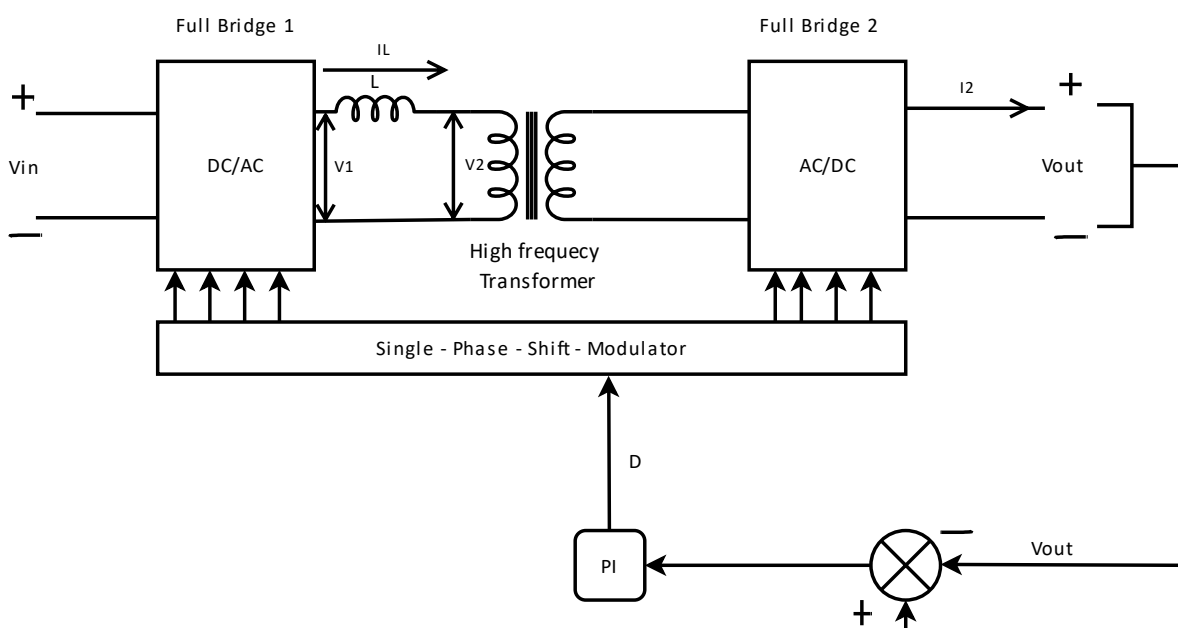 Full Bridge 1
Full Bridge 2
IL
L
+
+
I2
Vin
DC/AC
V1
V2
AC/DC
Vout
−
−
High frequecy
Transformer
Single - Phase - Shift - Modulator
D
−
PI
Vout
+